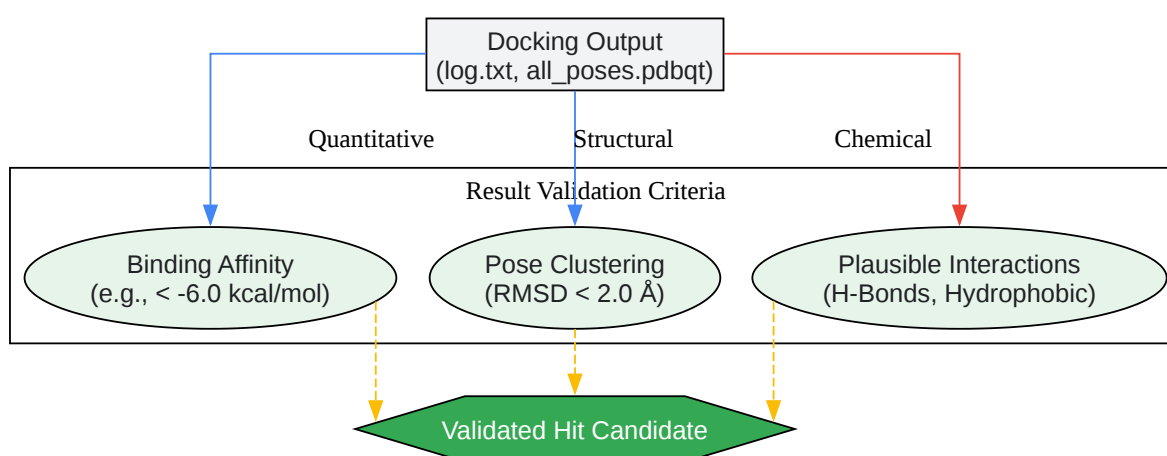 Docking Output
(log.txt, all_poses.pdbqt)
Quantitative
Structural
Chemical
Result Validation Criteria
Binding Affinity
(e.g., < -6.0 kcal/mol)
Pose Clustering
(RMSD < 2.0 Å)
Plausible Interactions
(H-Bonds, Hydrophobic)
Validated Hit Candidate